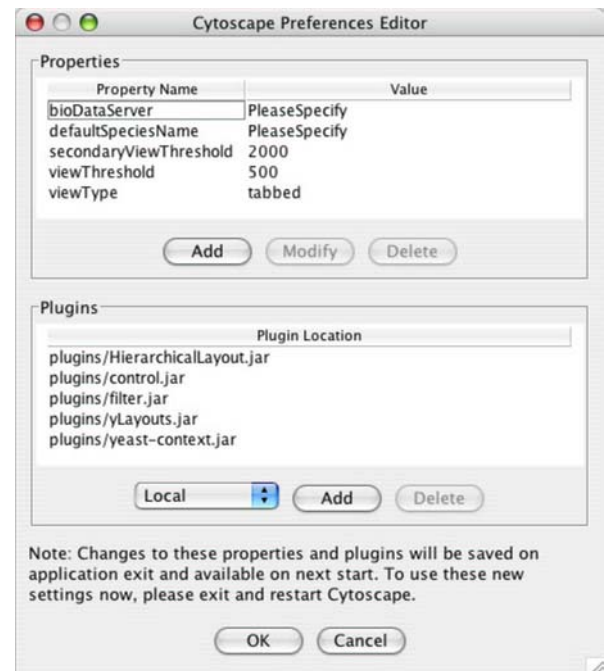 Cytoscape Preferences Editor
Properties
Property Name Value
bioDataServer PleaseSpecify
defaultSpeciesName PleaseSpecify
secondaryViewThreshold 2000
viewThreshold 500
viewType tabbed
Add Modify Delete
Plugins
Plugin Location
plugins/HierarchicalLayout.jar
plugins/control.jar
plugins/filter.jar
plugins/yLayouts.jar
plugins/yeast-context.jar
Local Add Delete
Note: Changes to these properties and plugins will be saved on
application exit and available on next start. To use these new
settings now, please exit and restart Cytoscape.
OK Cancel